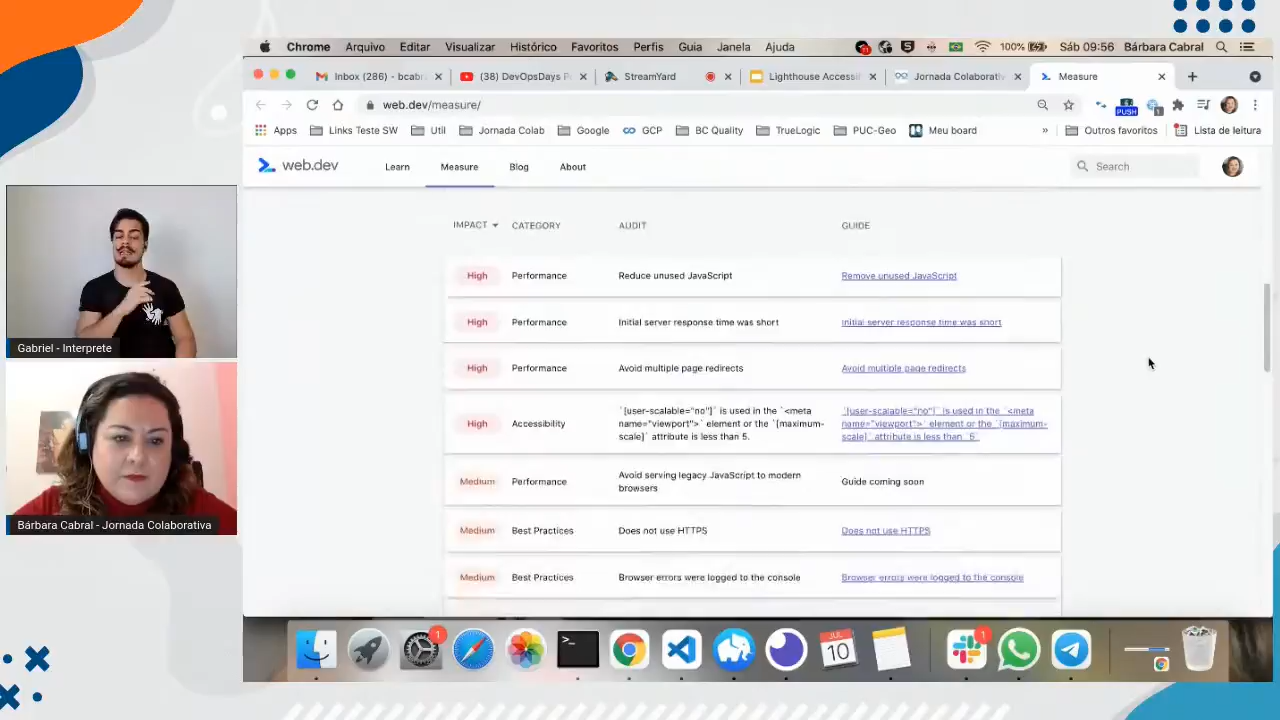 Chrome Arquivo Editar Visualizar Histórico Favoritos Perfis Guia Janela Ajuda 100% Sáb 09:56 Bárbara Cabral
Inbox (286) - bcabr
(38) DevOpsDays P
StreamYard
Lighthouse Accessi
Jornada Colaborati
Measure
web.dev/measure/
PUSH
Apps Links Teste SW Util Jornada Colab Google GCP BC Quality TrueLogic PUC-Geo Meu board » Outros favoritos Lista de leitura
web.dev Learn Measure Blog About Search
IMPACT CATEGORY AUDIT GUIDE
High Performance Reduce unused JavaScript Remove unused JavaScript
High Performance Initial server response time was short Initial server response time was short
High Performance Avoid multiple page redirects Avoid multiple page redirects
High Accessibility
`[user-scalable="no"]` is used in the `<meta
name="viewport">` element or the `[maximum-
scale]` attribute is less than 5.
`[user-scalable="no"]` is used in the `<meta
name="viewport">` element or the `[maximum-
scale]` attribute is less than `5`
Medium Performance
Avoid serving legacy JavaScript to modern
browsers
Guide coming soon
Medium Best Practices Does not use HTTPS Does not use HTTPS
Medium Best Practices Browser errors were logged to the console Browser errors were logged to the console
Gabriel - Interprete
Bárbara Cabral - Jornada Colaborativa
1
>_
JUL
10
1